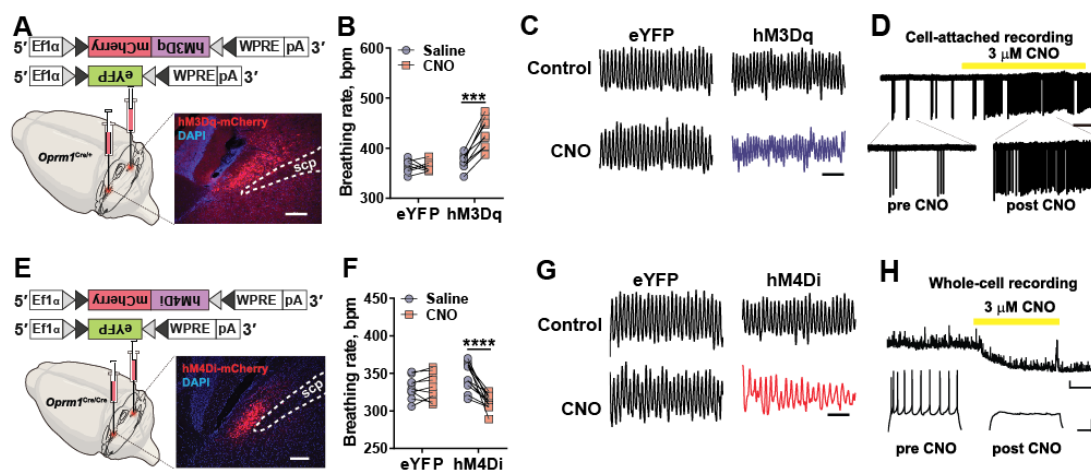 A
5′ Ef1α mCherry hM3Dq WPRE pA 3′
5′ Ef1α eYFP WPRE pA 3′
Oprm1Cre/+
hM3Dq-mCherry
DAPI
scp
B
Breathing rate, bpm
600
500
400
300
Saline
CNO
***
eYFP hM3Dq
C
eYFP hM3Dq
Control
CNO
D
Cell-attached recording
3 μM CNO
pre CNO post CNO
E
5′ Ef1α mCherry hM4Di WPRE pA 3′
5′ Ef1α eYFP WPRE pA 3′
Oprm1Cre/Cre
hM4Di-mCherry
DAPI
scp
F
Breathing rate, bpm
450
400
350
300
250
Saline
CNO
****
eYFP hM4Di
G
eYFP hM4Di
Control
CNO
H
Whole-cell recording
3 μM CNO
pre CNO post CNO